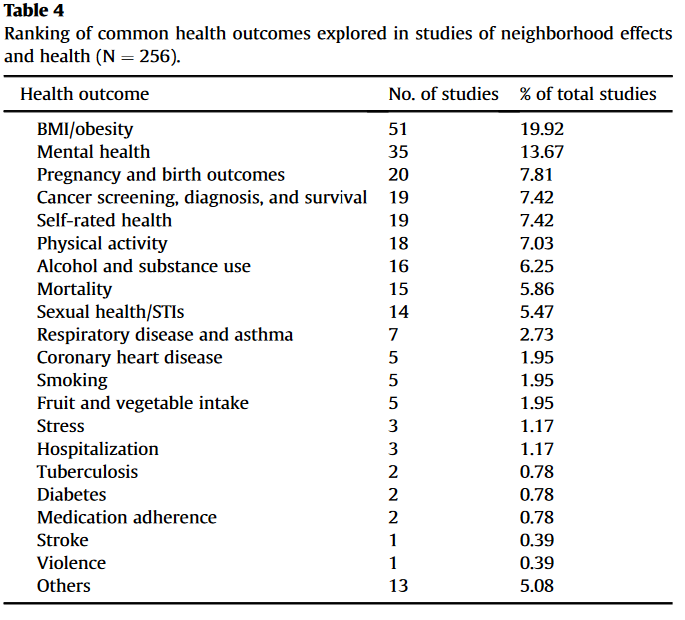 Table 4
Ranking of common health outcomes explored in studies of neighborhood effects
and health (N = 256).
Health outcome No. of studies % of total studies
BMI/obesity 51 19.92
Mental health 35 13.67
Pregnancy and birth outcomes 20 7.81
Cancer screening, diagnosis, and survival 19 7.42
Self-rated health 19 7.42
Physical activity 18 7.03
Alcohol and substance use 16 6.25
Mortality 15 5.86
Sexual health/STIs 14 5.47
Respiratory disease and asthma 7 2.73
Coronary heart disease 5 1.95
Smoking 5 1.95
Fruit and vegetable intake 5 1.95
Stress 3 1.17
Hospitalization 3 1.17
Tuberculosis 2 0.78
Diabetes 2 0.78
Medication adherence 2 0.78
Stroke 1 0.39
Violence 1 0.39
Others 13 5.08